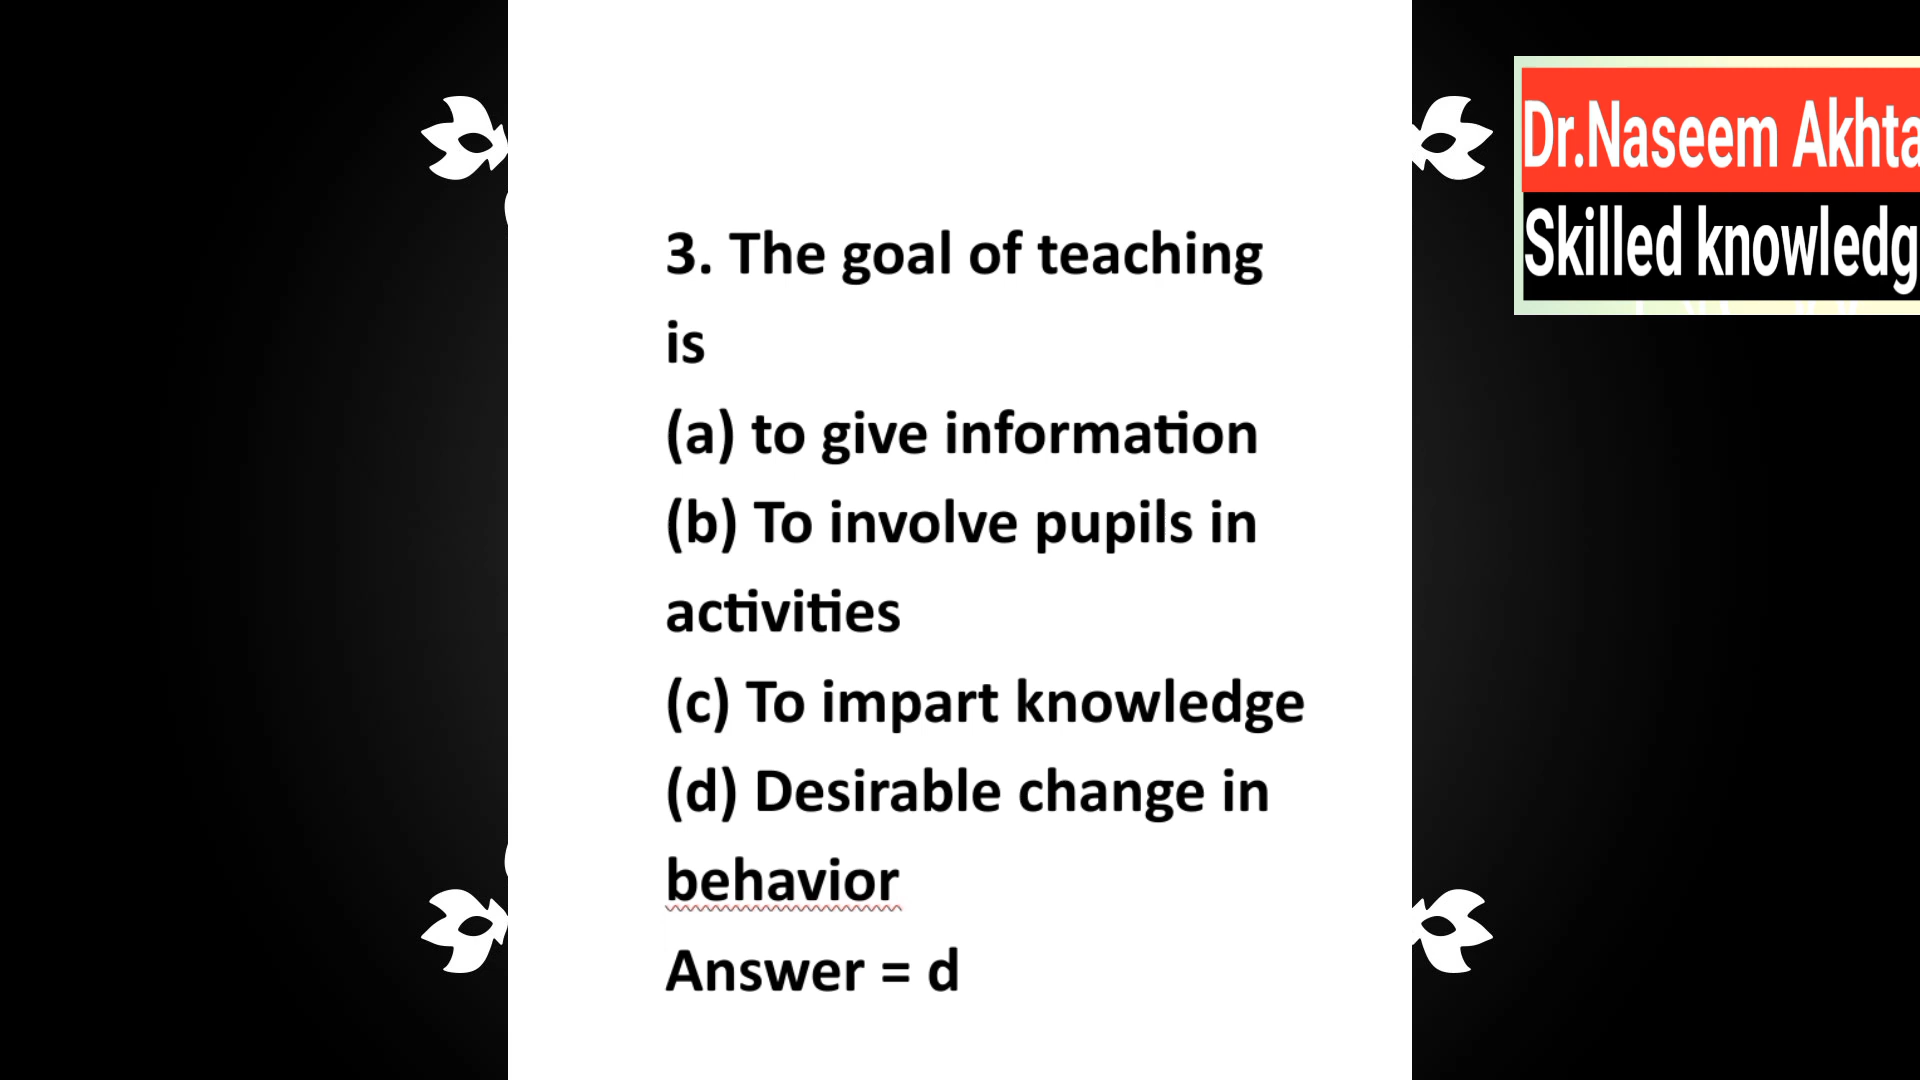 3. The goal of teaching
is
(a) to give information
(b) To involve pupils in
activities
(c) To impart knowledge
(d) Desirable change in
behavior
Answer = d
Dr.Naseem Akhta
Skilled knowledg